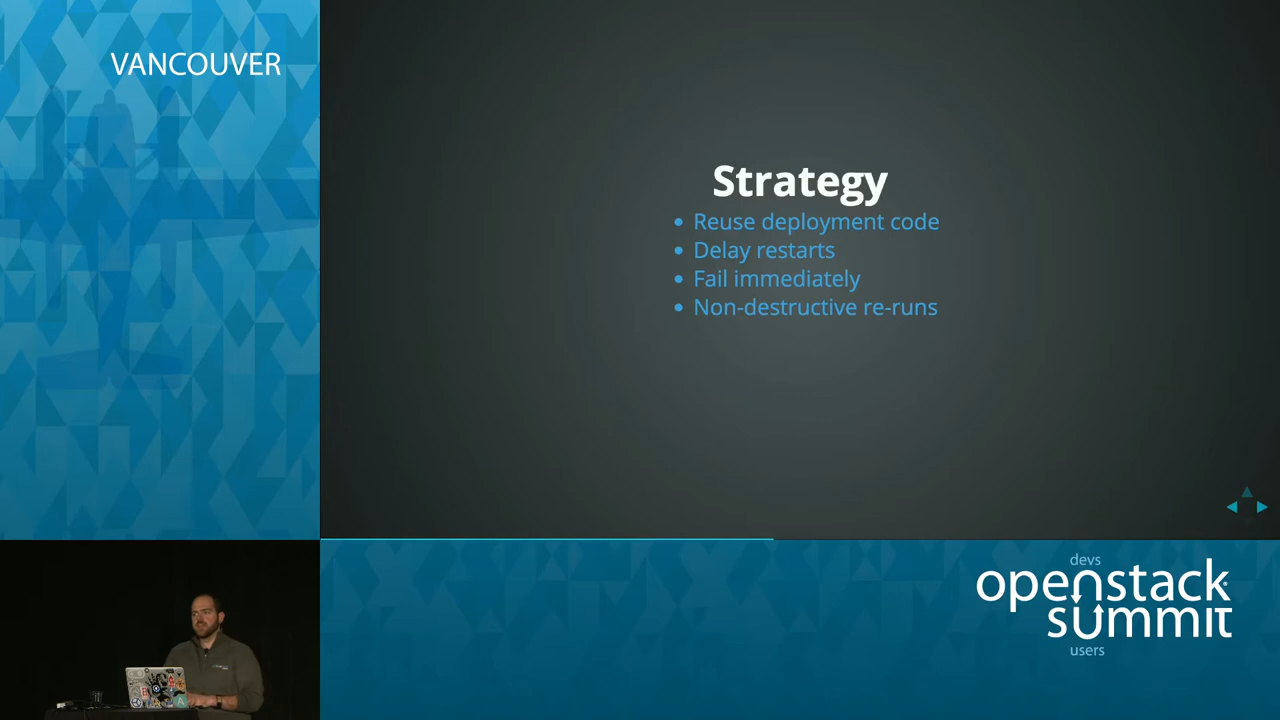 VANCOUVER
Strategy
Reuse deployment code
Delay restarts
Fail immediately
Non-destructive re-runs
devs
openstack
summit
users